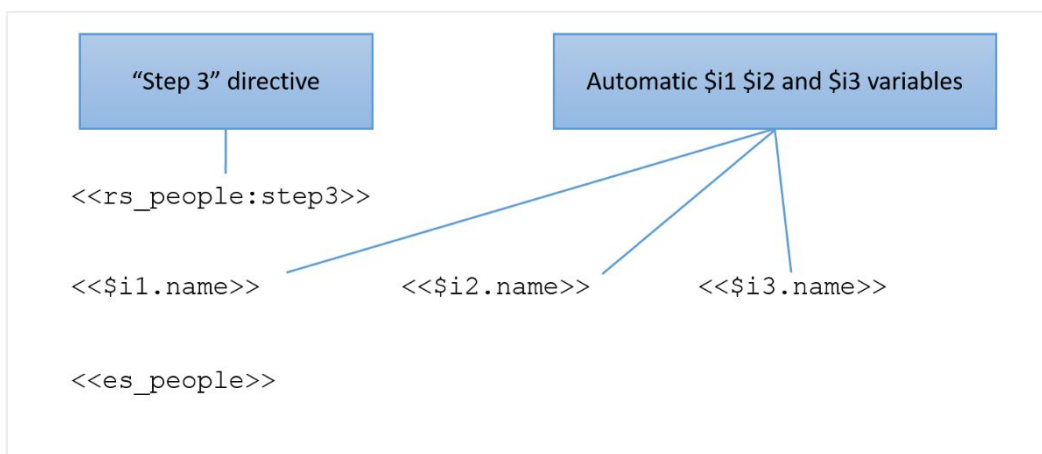 “Step 3” directive
Automatic $i1 $i2 and $i3 variables
<<rs_people:step3>>
<<$i1.name>> <<$i2.name>> <<$i3.name>>
<<es_people>>